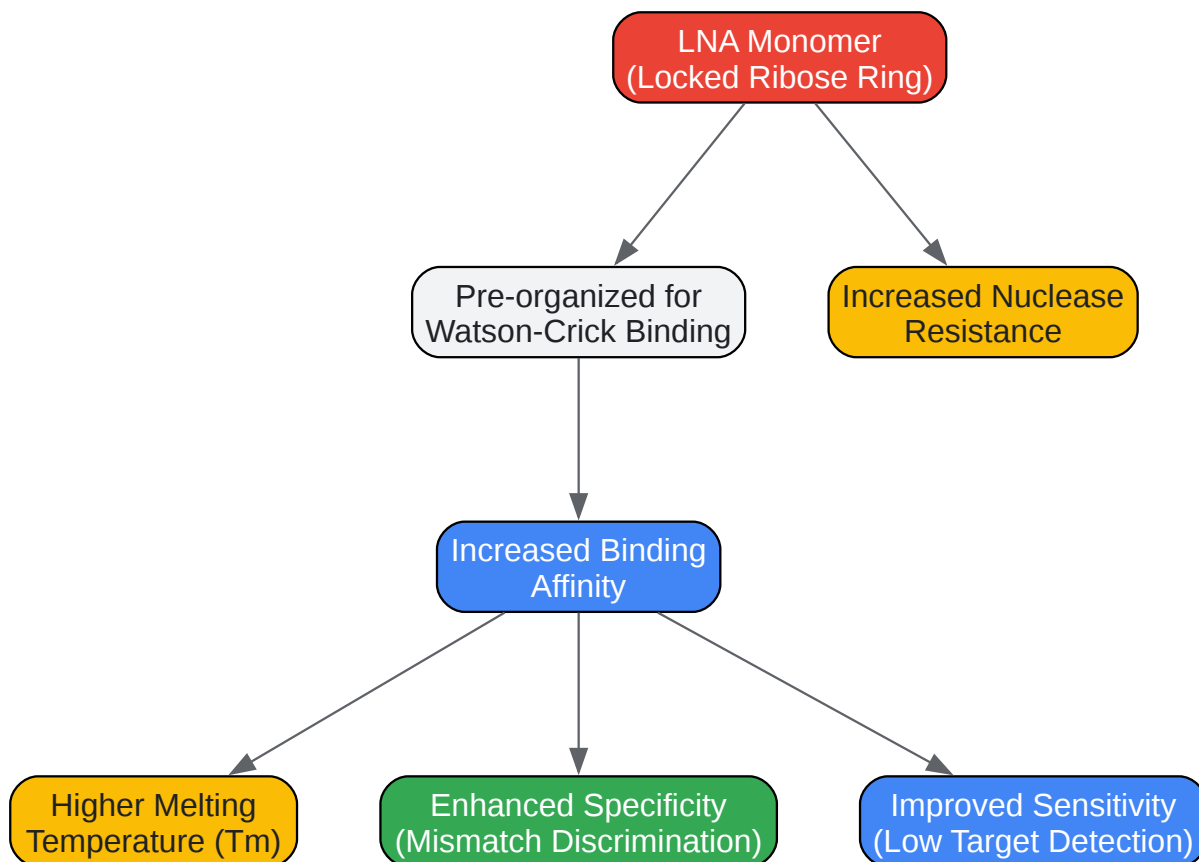 LNA Monomer
(Locked Ribose Ring)
Pre-organized for
Watson-Crick Binding
Increased Nuclease
Resistance
Increased Binding
Affinity
Higher Melting
Temperature (Tm)
Enhanced Specificity
(Mismatch Discrimination)
Improved Sensitivity
(Low Target Detection)